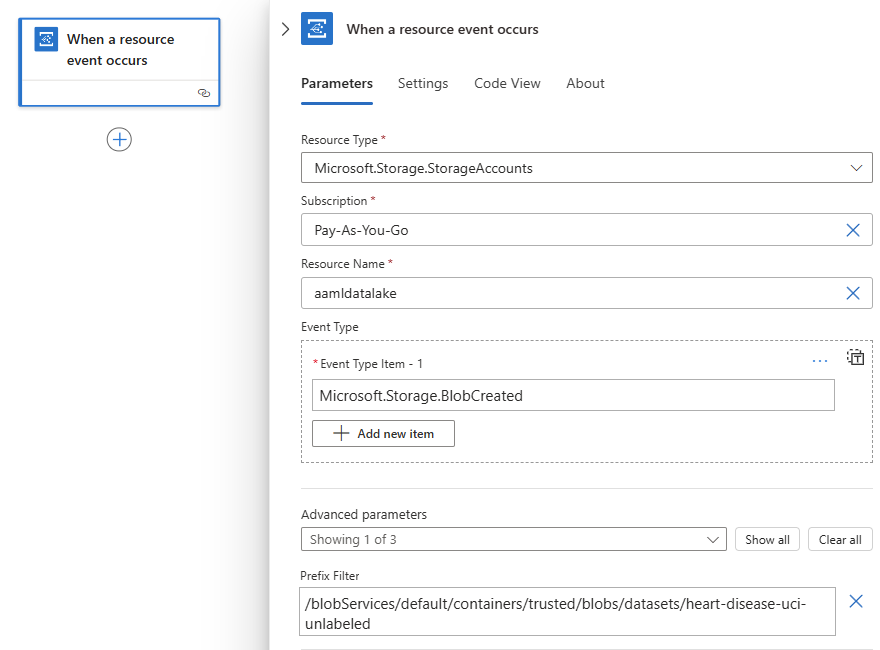 When a resource
event occurs
When a resource event occurs
Parameters Settings Code View About
Resource Type *
Microsoft.Storage.StorageAccounts
Subscription *
Pay-As-You-Go
Resource Name *
aamldatalake
Event Type
* Event Type Item - 1
Microsoft.Storage.BlobCreated
Add new item
Advanced parameters
Showing 1 of 3 Show all Clear all
Prefix Filter
/blobServices/default/containers/trusted/blobs/datasets/heart-disease-uci-
unlabeled